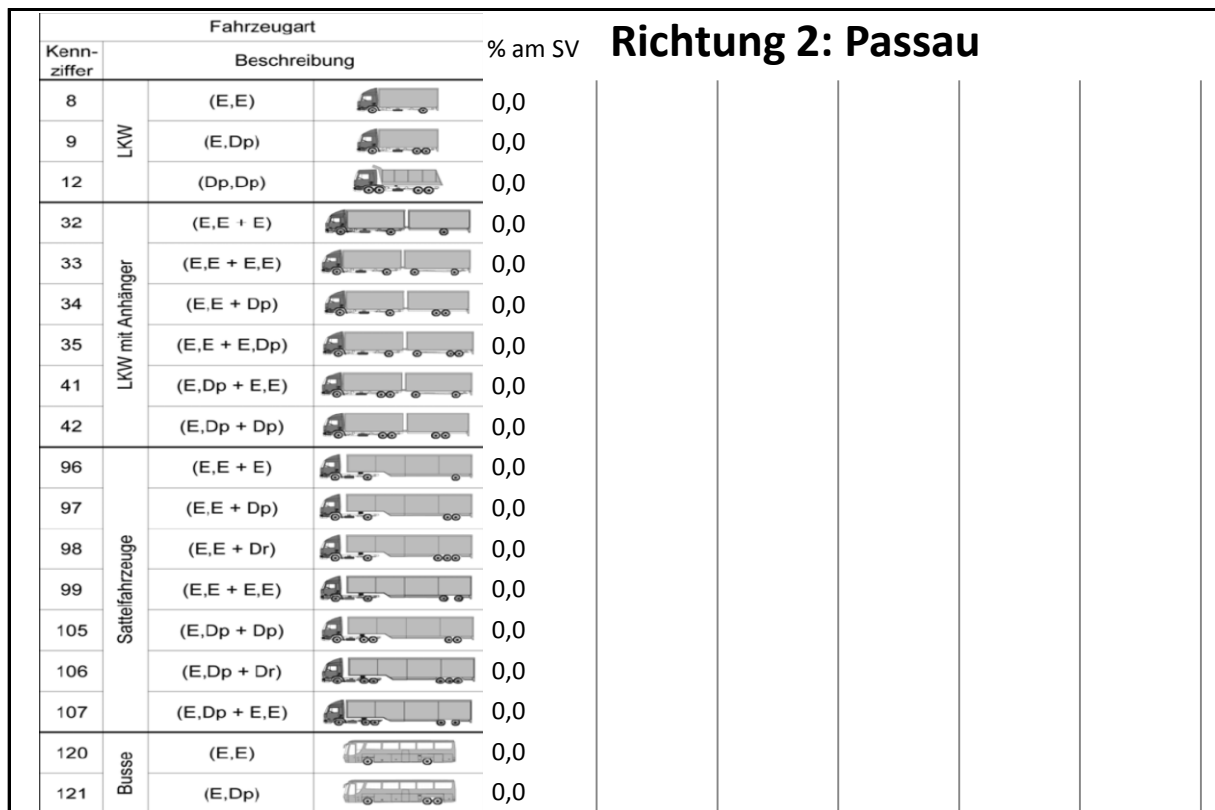 Fahrzeugart
Kenn-
ziffer
Beschreibung
% am SV
Richtung 2: Passau
LKW
8 (E,E) 0,0
9 (E,Dp) 0,0
12 (Dp,Dp) 0,0
LKW mit Anhänger
32 (E,E + E) 0,0
33 (E,E + E,E) 0,0
34 (E,E + Dp) 0,0
35 (E,E + E,Dp) 0,0
41 (E,Dp + E,E) 0,0
42 (E,Dp + Dp) 0,0
Sattelfahrzeuge
96 (E,E + E) 0,0
97 (E,E + Dp) 0,0
98 (E,E + Dr) 0,0
99 (E,E + E,E) 0,0
105 (E,Dp + Dp) 0,0
106 (E,Dp + Dr) 0,0
107 (E,Dp + E,E) 0,0
Busse
120 (E,E) 0,0
121 (E,Dp) 0,0